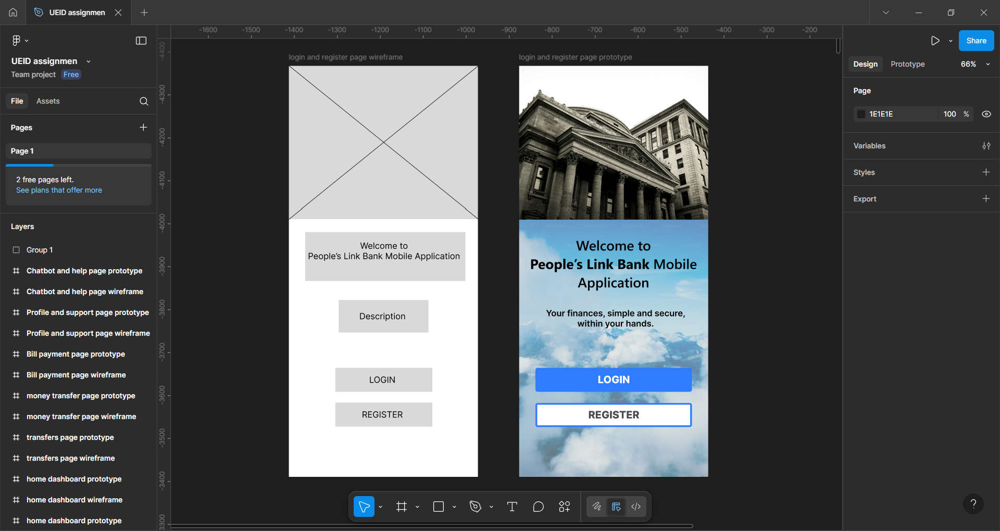 UEID assignmen
UEID assignmen
Team project Free
File Assets
Pages
Page 1
2 free pages left.
See plans that offer more
Layers
Group 1
Chatbot and help page prototype
Chatbot and help page wireframe
Profile and support page prototype
Profile and support page wireframe
Bill payment page prototype
Bill payment page wireframe
money transfer page prototype
money transfer page wireframe
transfers page prototype
transfers page wireframe
home dashboard prototype
home dashboard wireframe
home dashboard prototype
-1600 -1500 -1400 -1300 -1200 -1100 -1000 -900 -800 -700 -600 -500 -400 -300 -200
-4400
-4300
-4200
-4100
-4000
-3900
-3800
-3700
-3600
-3500
-3400
3300
login and register page wireframe
Welcome to
People's Link Bank Mobile Application
Description
LOGIN
REGISTER
login and register page prototype
Welcome to
People's Link Bank Mobile
Application
Your finances, simple and secure,
within your hands.
LOGIN
REGISTER
Share
Design Prototype 66%
Page
1E1E1E 100 %
Variables
Styles
Export
?